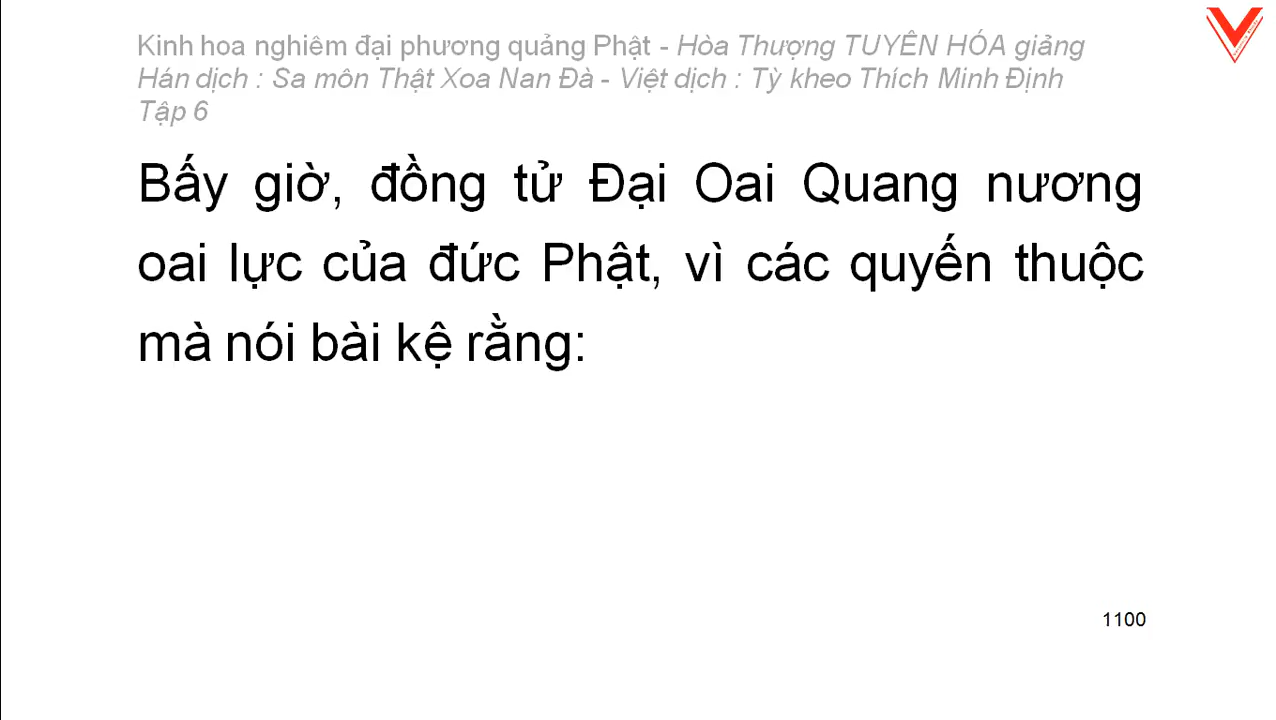 Kinh hoa nghiêm đại phương quảng Phật - Hòa Thượng TUYÊN HÓA giảng
Hán dịch : Sa môn Thật Xoa Nan Đà - Việt dịch : Tỳ kheo Thích Minh Định
Tập 6
Bấy giờ, đồng tử Đại Oai Quang nương
oai lực của đức Phật, vì các quyến thuộc
mà nói bài kệ rằng:
1100